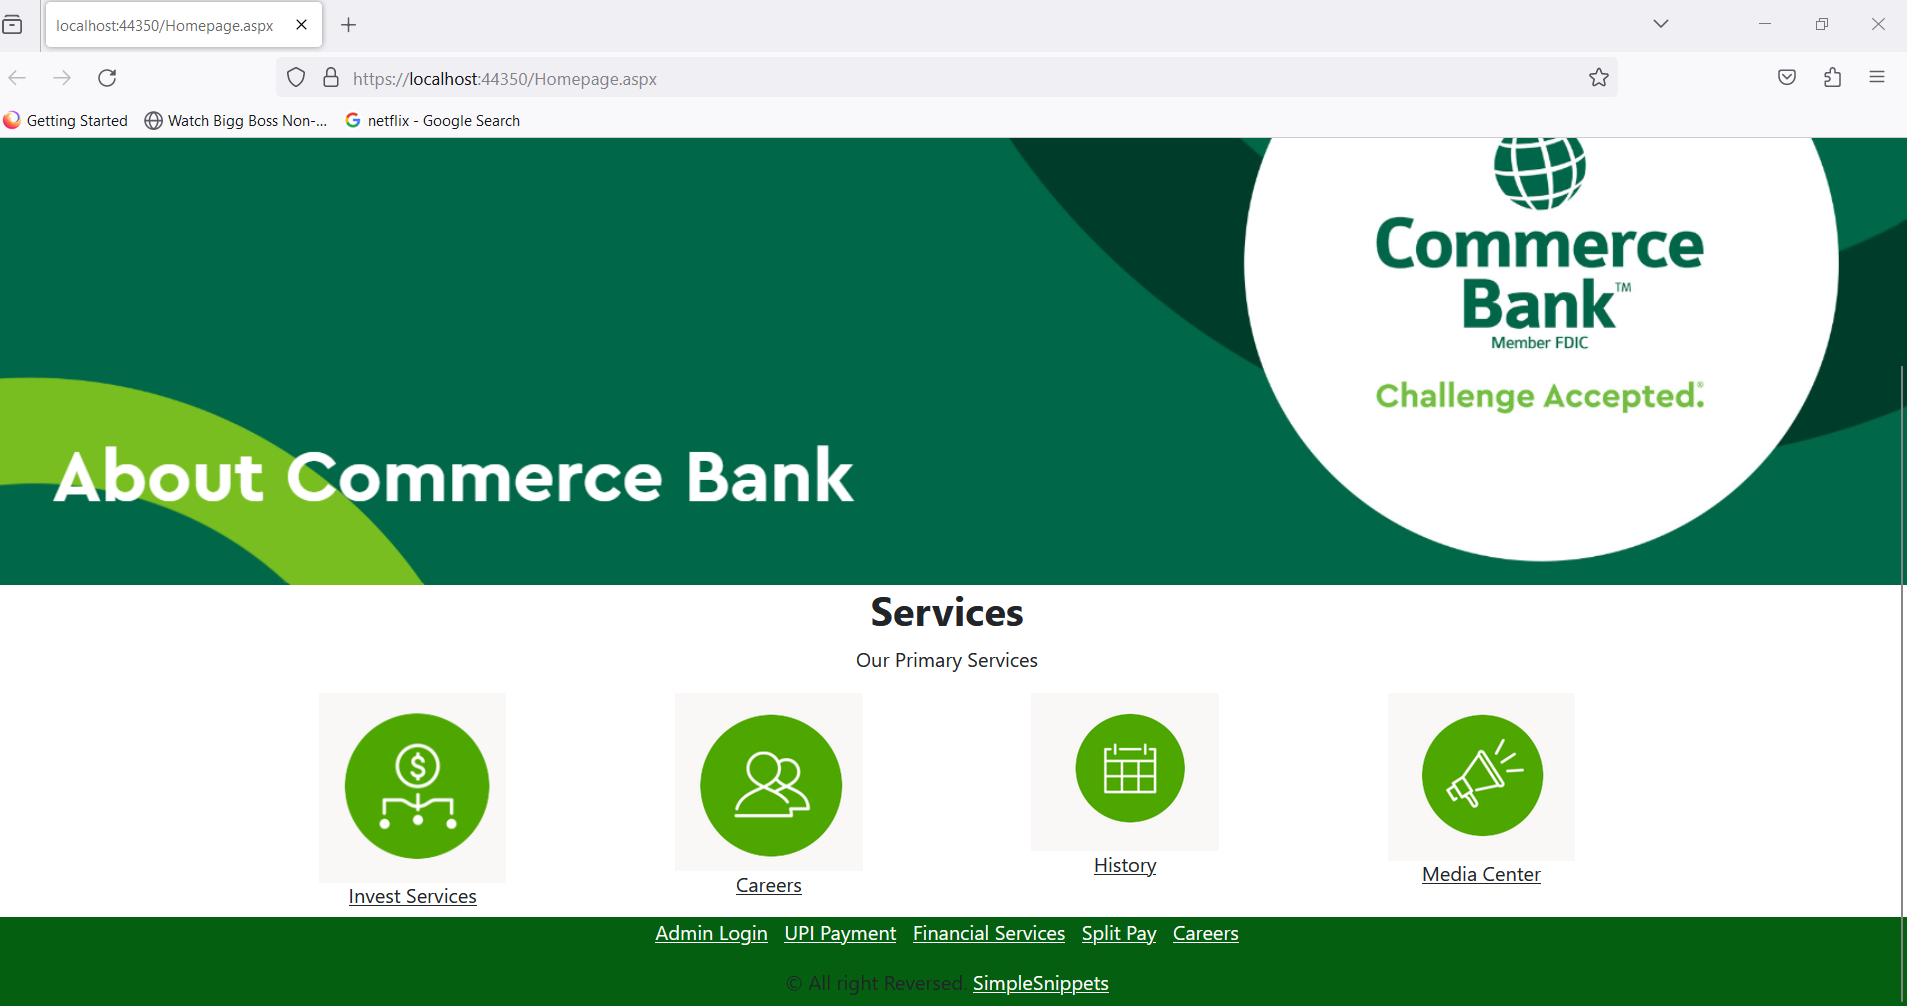 localhost:44350/Homepage.aspx
https://localhost:44350/Homepage.aspx
Getting Started Watch Bigg Boss Non-... netflix - Google Search
Commerce
Bank™
Member FDIC
Challenge Accepted.®
About Commerce Bank
Services
Our Primary Services
$
Invest Services
Careers
History
Media Center
Admin Login UPI Payment Financial Services Split Pay Careers
© All right Reversed. SimpleSnippets